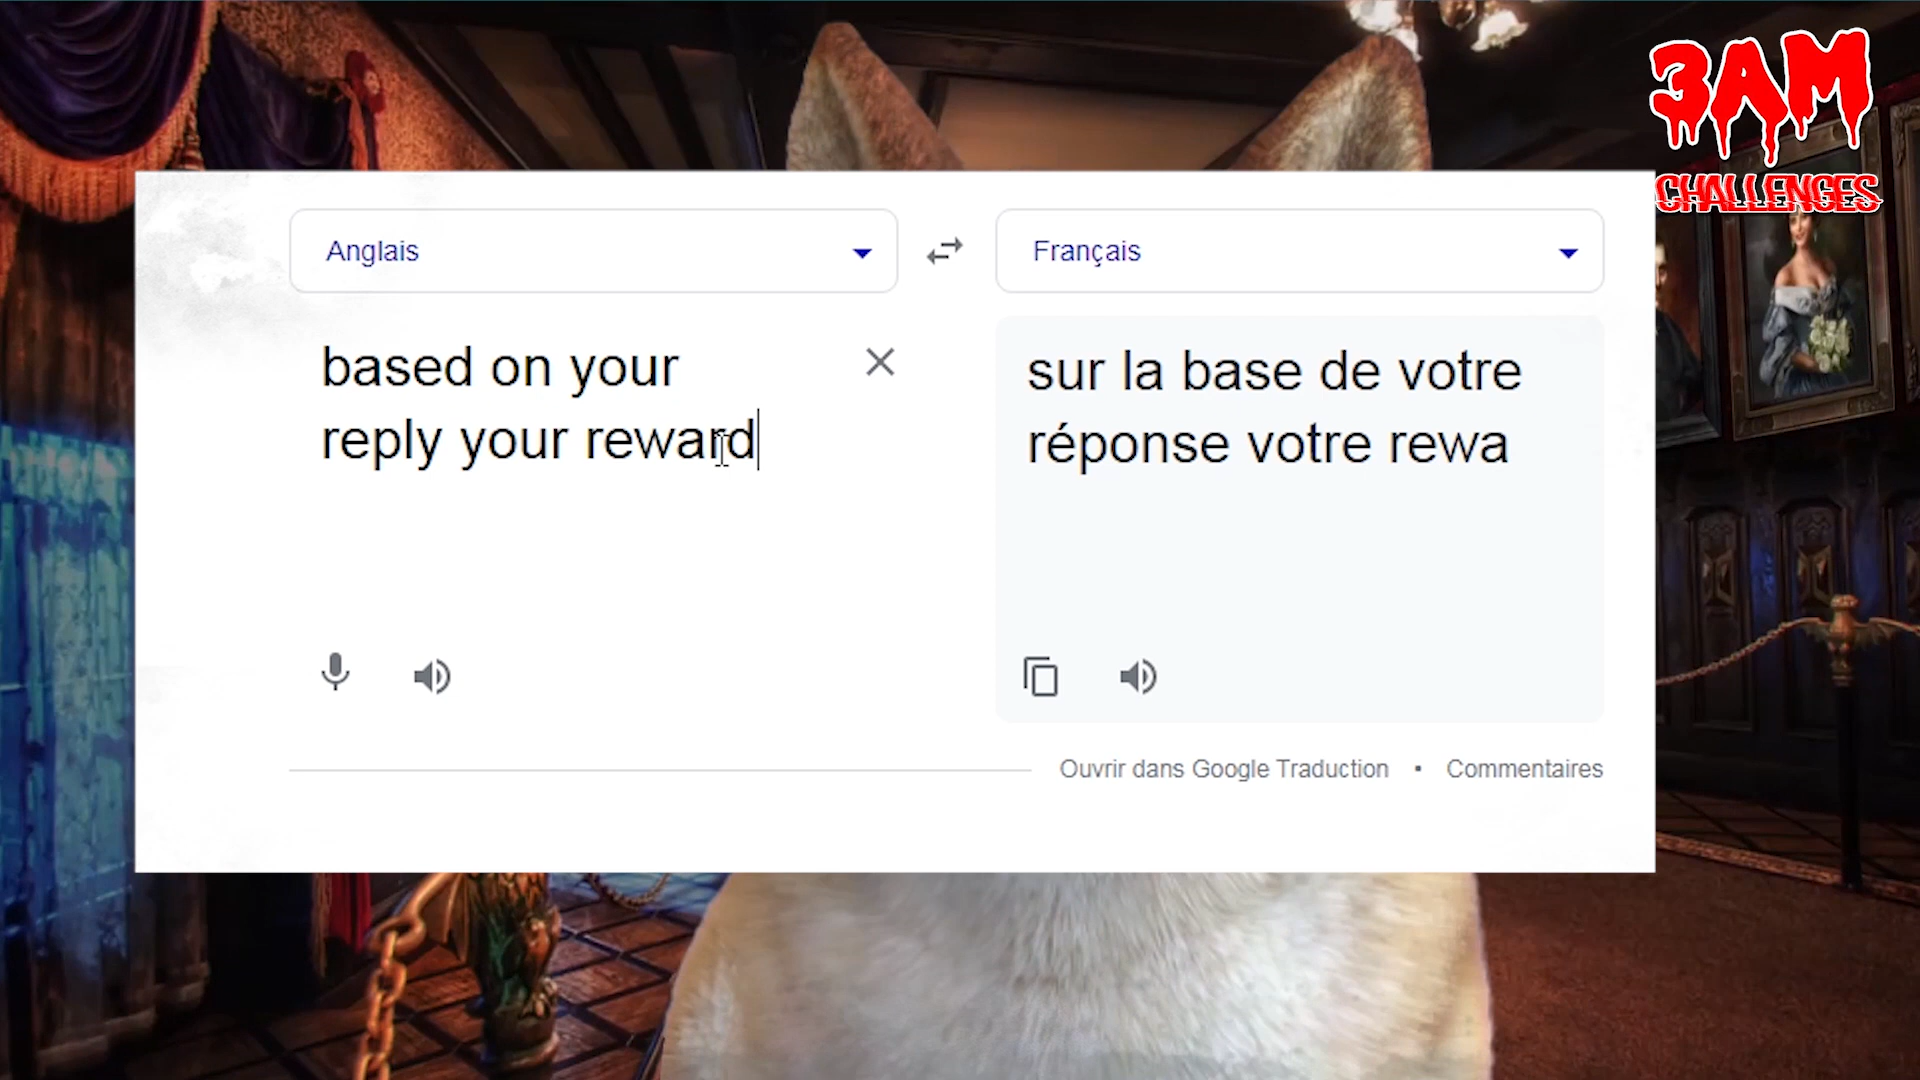 3AM
CHALLENGES
Anglais
Français
based on your
reply your reward
sur la base de votre
réponse votre rewa
Ouvrir dans Google Traduction • Commentaires